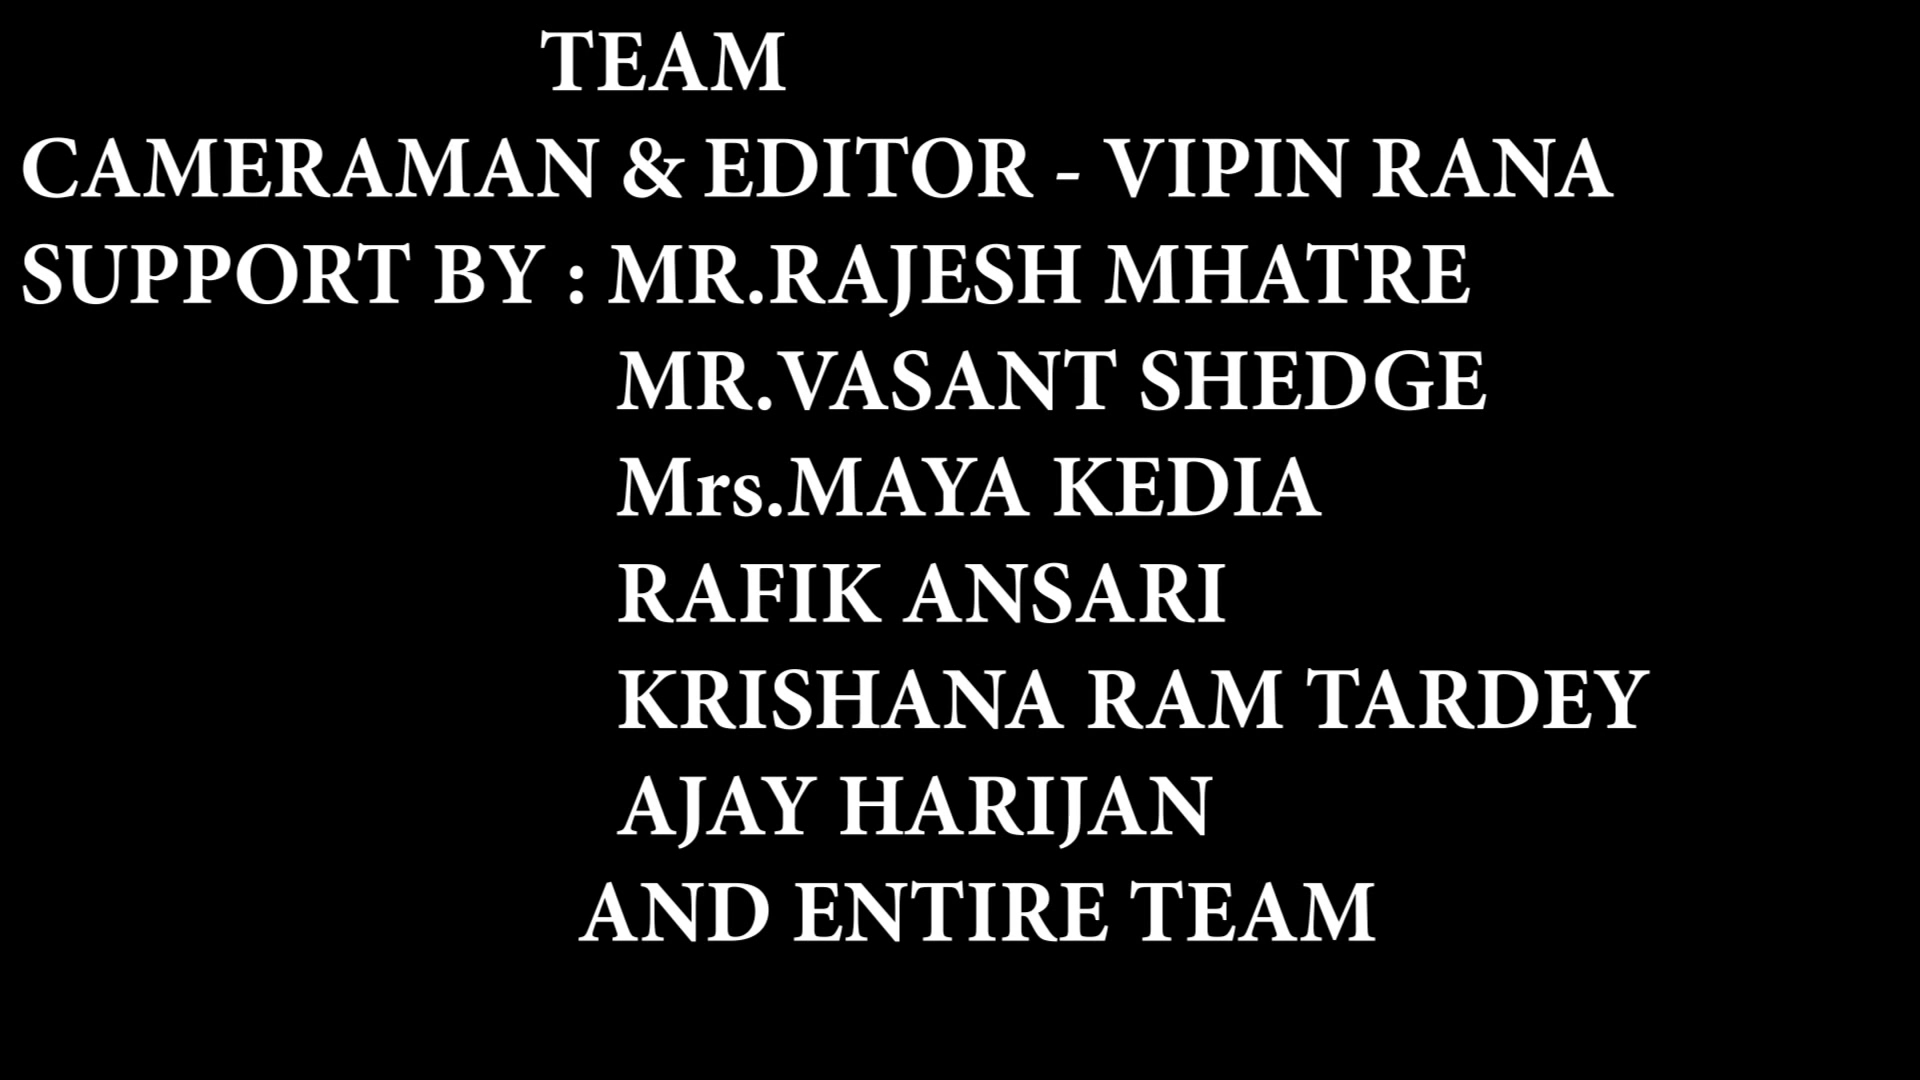 TEAM
CAMERAMAN & EDITOR - VIPIN RANA
SUPPORT BY : MR.RAJESH MHATRE
MR.VASANT SHEDGE
Mrs.MAYA KEDIA
RAFIK ANSARI
KRISHANA RAM TARDEY
AJAY HARIJAN
AND ENTIRE TEAM